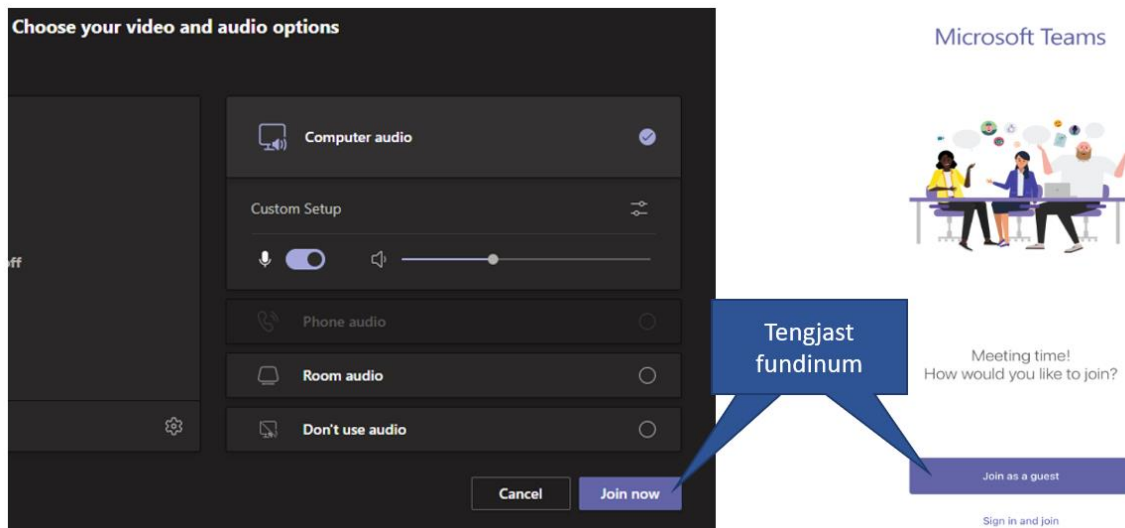 Choose your video and audio options
Computer audio
Custom Setup
off
Phone audio
Room audio
Don't use audio
Cancel
Join now
Tengjast
fundinum
Microsoft Teams
Meeting time!
How would you like to join?
Join as a guest
Sign in and join